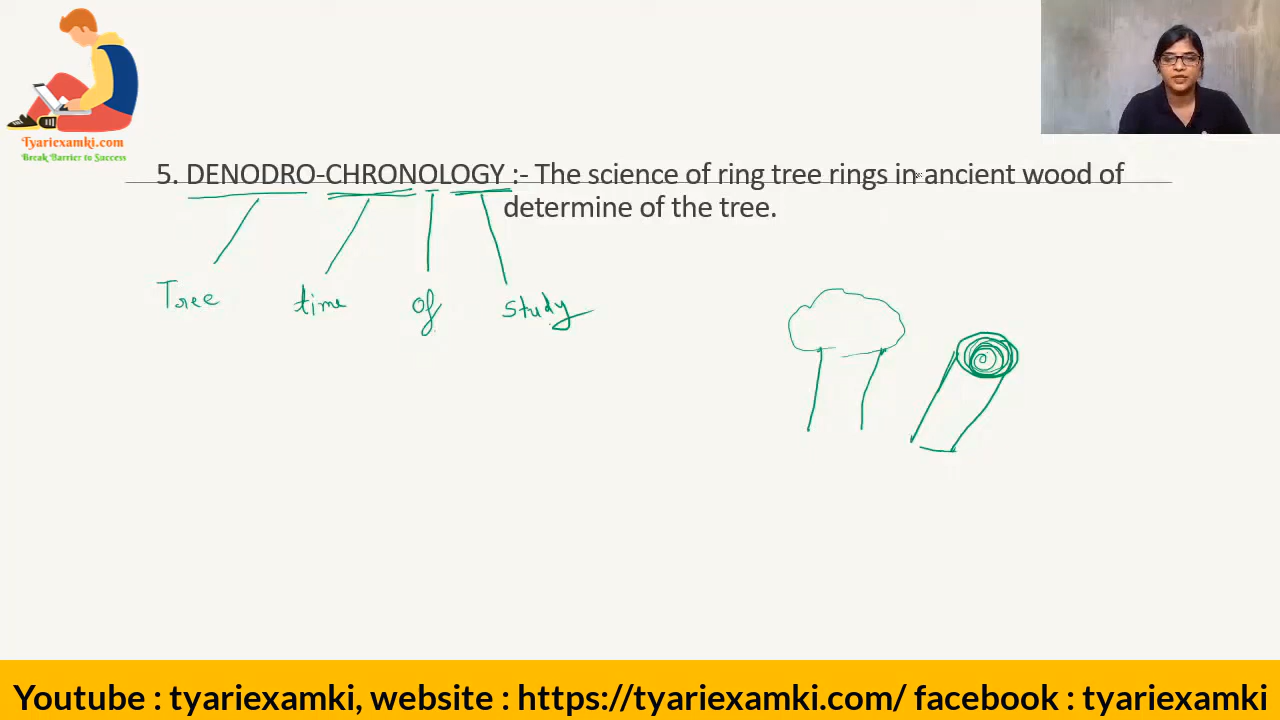 Tyariexamki.com
Break Barrier to Success
5. DENODRO-CHRONOLOGY :- The science of ring tree rings in ancient wood of
determine of the tree.
Tree time of study
Youtube : tyariexamki, website : https://tyariexamki.com/ facebook : tyariexamki